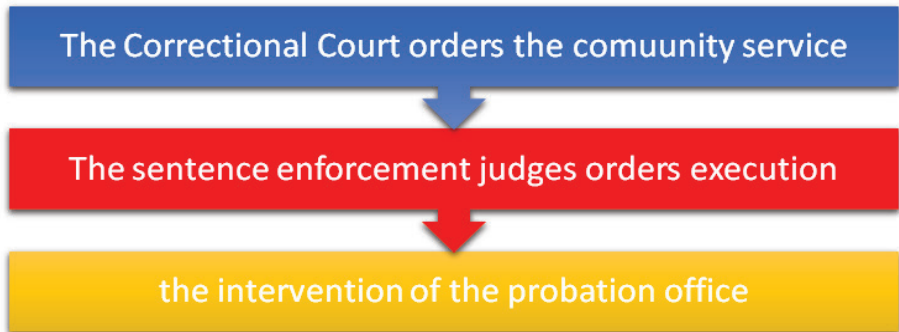 The Correctional Court orders the comuunity service
The sentence enforcement judges orders execution
the intervention of the probation office